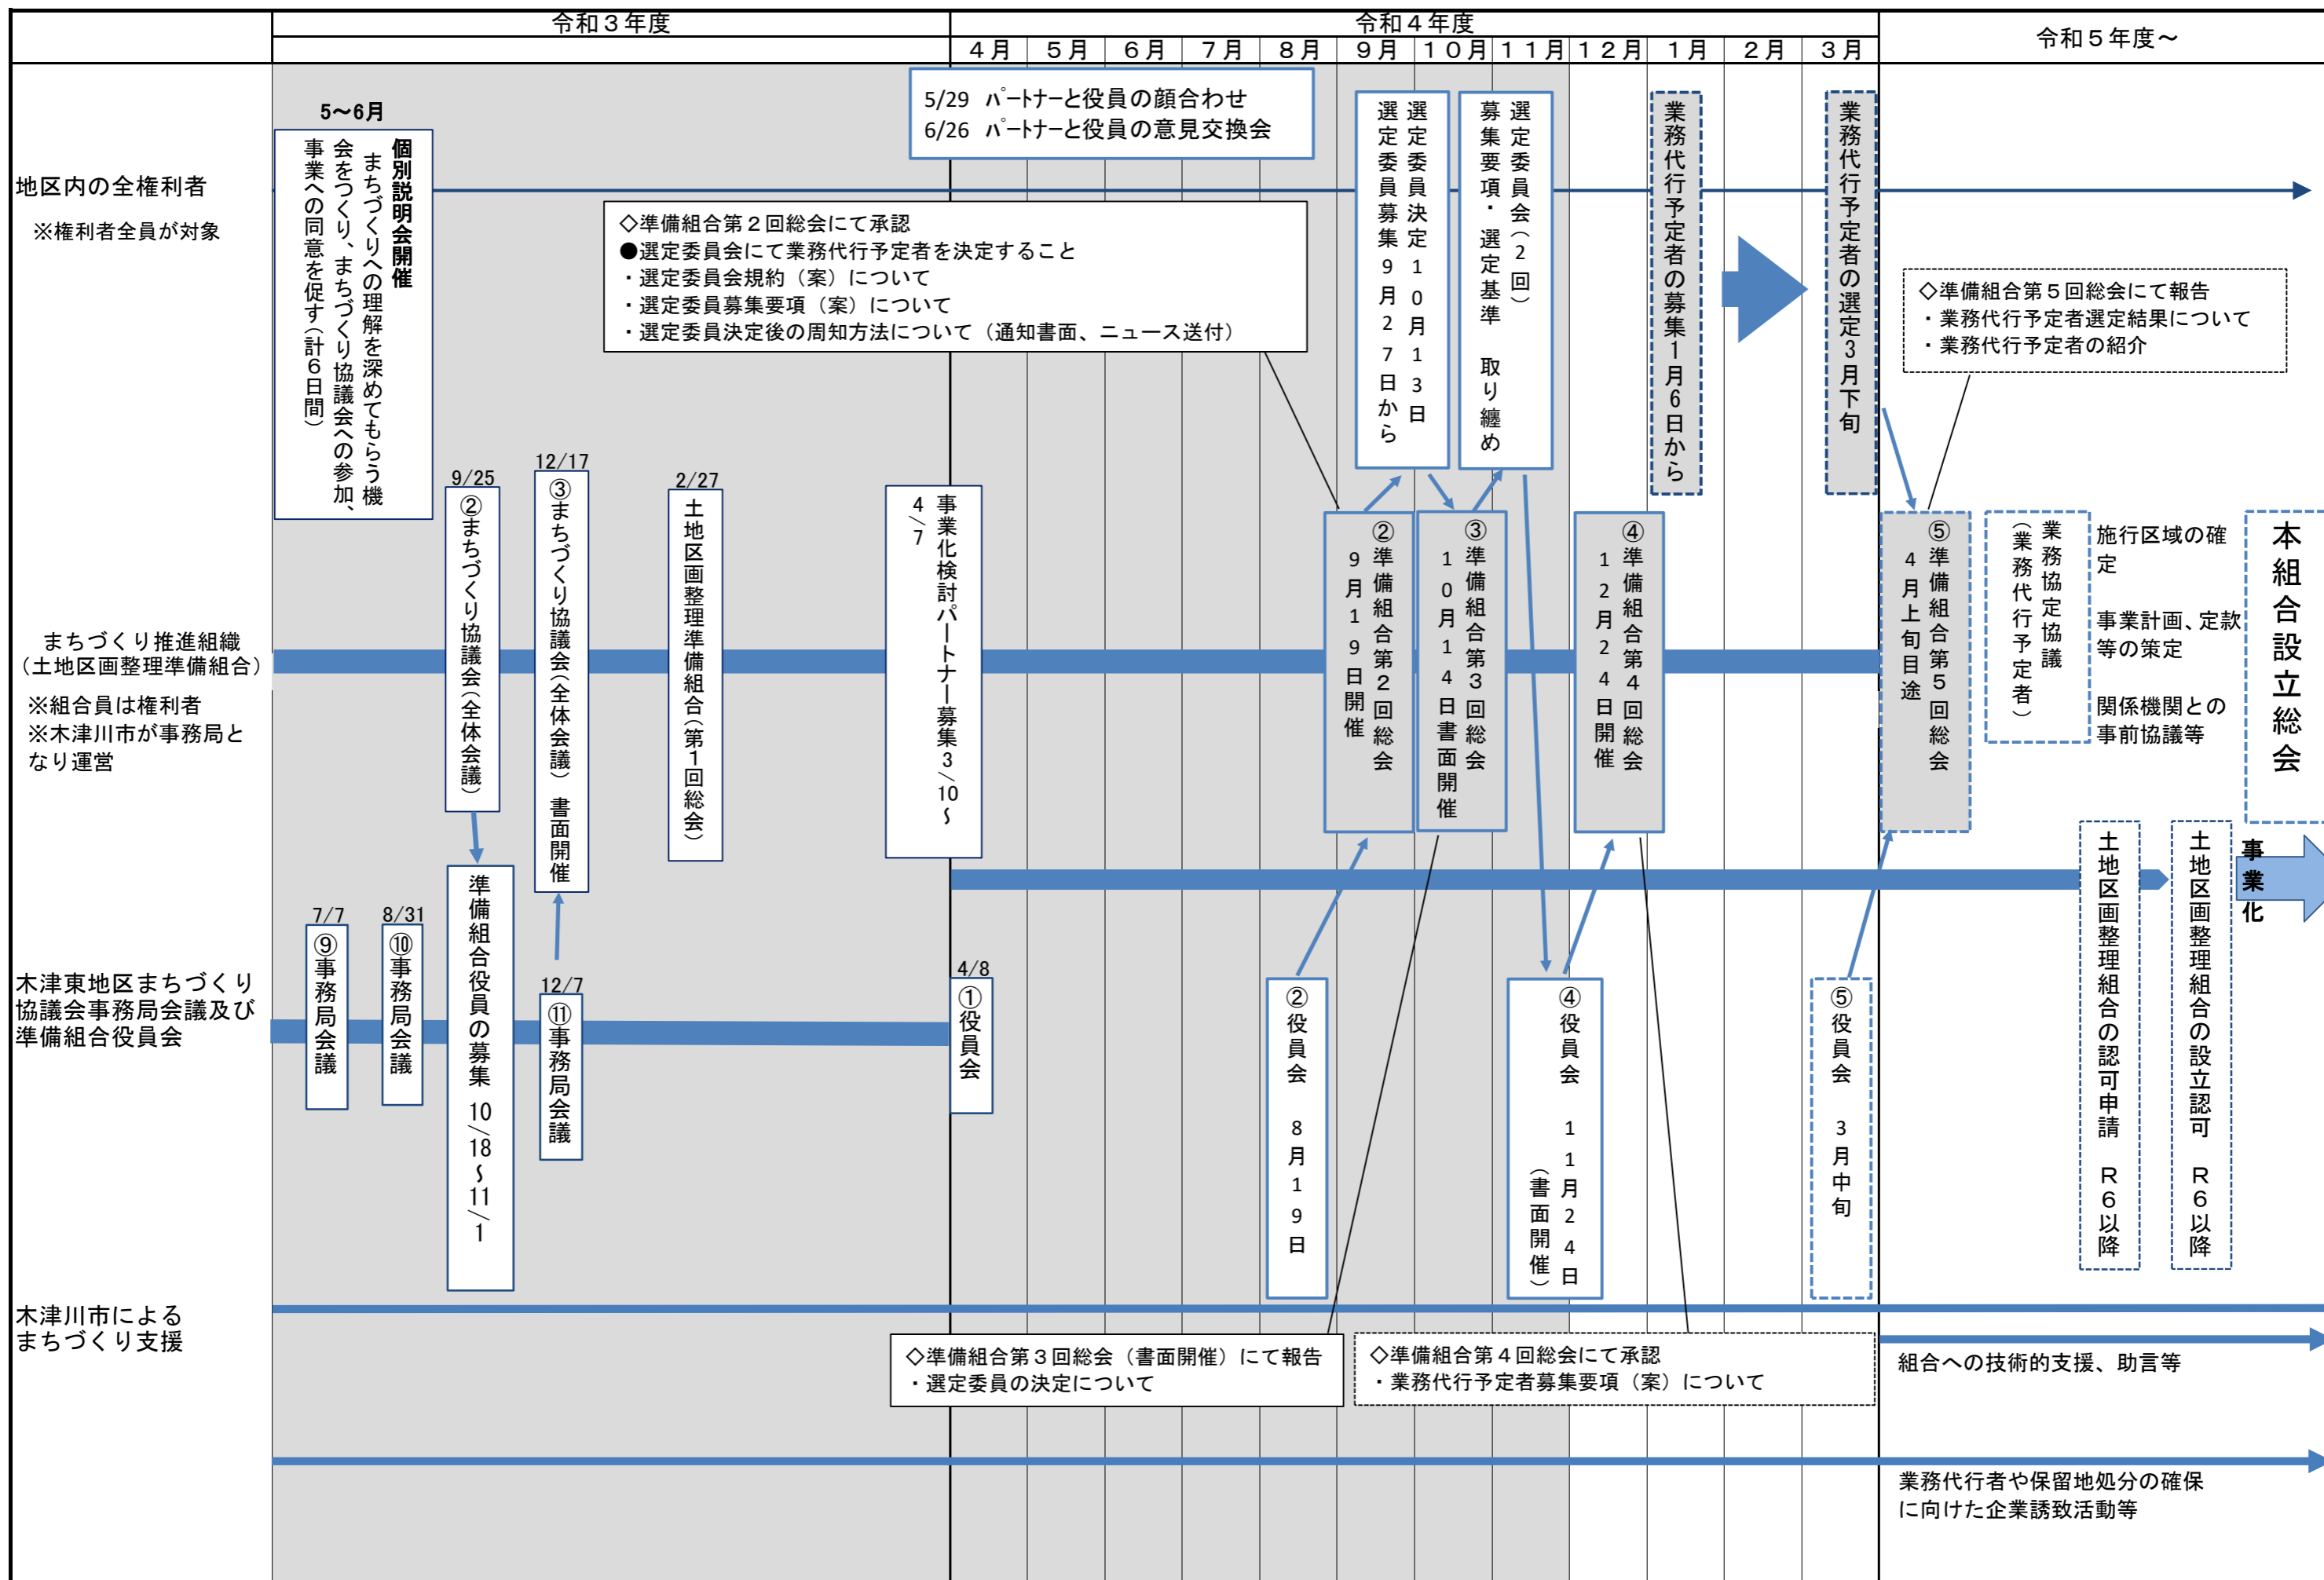 令和３年度
令和４年度
令和５年度～
４月
５月
６月
７月
８月
９月
１０月
１１月
１２月
１月
２月
３月
地区内の全権利者
※権利者全員が対象
5～6月
個別説明会開催
まちづくりへの理解を深めてもらう機
会をつくり、まちづくり協議会への参加、
事業への同意を促す（計６日間）
5/29 パートナーと役員の顔合わせ
6/26 パートナーと役員の意見交換会
◇準備組合第２回総会にて承認
●選定委員会にて業務代行予定者を決定すること
・選定委員会規約（案）について
・選定委員募集要項（案）について
・選定委員決定後の周知方法について（通知書面、ニュース送付）
選定委員決定１０月１３日
選定委員募集９月２７日から
選定委員会（２回）
募集要項・選定基準　取り纏め
業務代行予定者の募集1月6日から
業務代行予定者の選定3月下旬
◇準備組合第５回総会にて報告
・業務代行予定者選定結果について
・業務代行予定者の紹介
まちづくり推進組織
（土地区画整理準備組合）
※組合員は権利者
※木津川市が事務局と
なり運営
9/25
②まちづくり協議会（全体会議）
12/17
③まちづくり協議会（全体会議）　書面開催
2/27
土地区画整理準備組合（第１回総会）
事業化検討パートナー募集3/10～
4/7
②準備組合第２回総会
９月１９日開催
③準備組合第３回総会
１０月１４日書面開催
④準備組合第４回総会
１２月２４日開催
⑤準備組合第５回総会
４月上旬目途
業務協定協議
（業務代行予定者）
施行区域の確
定
事業計画、定款
等の策定
関係機関との
事前協議等
本組合設立総会
木津東地区まちづくり
協議会事務局会議及び
準備組合役員会
7/7
⑨事務局会議
8/31
⑩事務局会議
準備組合役員の募集　10/18～11/1
12/7
⑪事務局会議
4/8
①役員会
②役員会　８月１９日
④役員会　１１月２４日
（書面開催）
⑤役員会　３月中旬
土地区画整理組合の認可申請　Ｒ６以降
土地区画整理組合の設立認可　Ｒ６以降
事業化
木津川市による
まちづくり支援
◇準備組合第３回総会（書面開催）にて報告
・選定委員の決定について
◇準備組合第４回総会にて承認
・業務代行予定者募集要項（案）について
組合への技術的支援、助言等
業務代行者や保留地処分の確保
に向けた企業誘致活動等